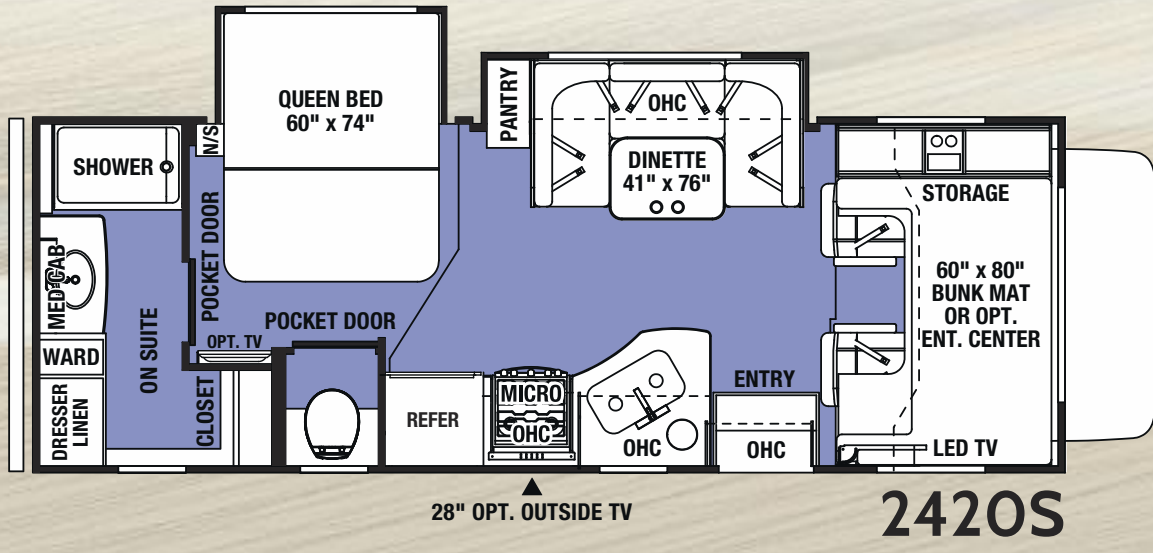 QUEEN BED
60" x 74"
PANTRY
OHC
DINETTE
41" x 76"
N/S
SHOWER
STORAGE
60" x 80"
BUNK MAT
OR OPT.
ENT. CENTER
MED CAB
POCKET DOOR
POCKET DOOR
OPT. TV
WARD
ON SUITE
DRESSER
LINEN
CLOSET
REFER
MICRO
OHC
OHC
ENTRY
OHC
LED TV
28" OPT. OUTSIDE TV
2420S